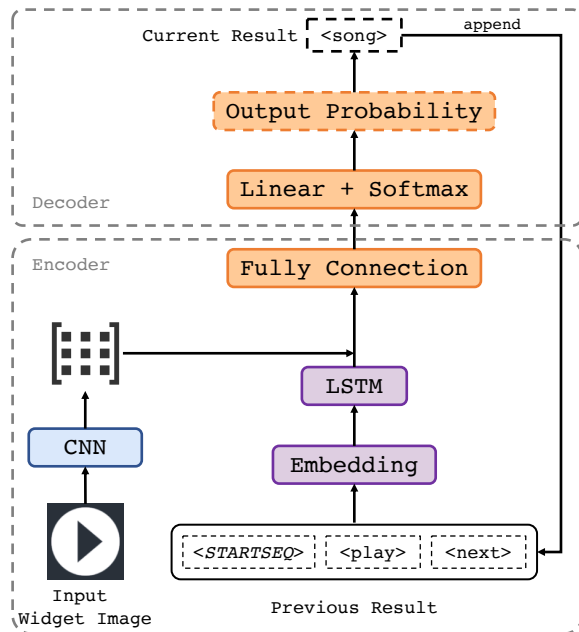 Current Result
<song>
append
Output Probability
Linear + Softmax
Decoder
Encoder
Fully Connection
LSTM
CNN
Embedding
<STARTSEQ>
<play>
<next>
Input
Widget Image
Previous Result